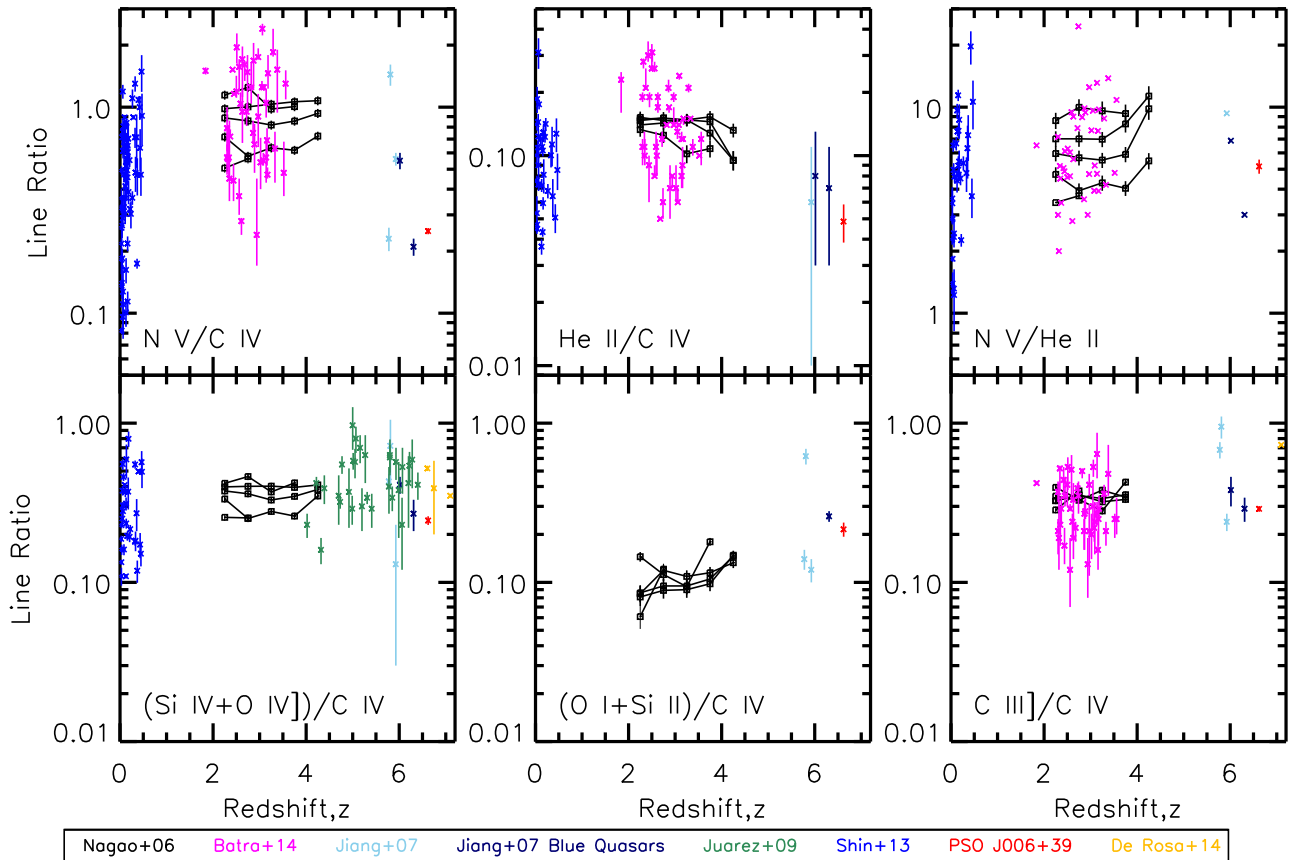 Line Ratio
1.0
0.1
N V/C IV
0.10
0.01
He II/C IV
10
1
N V/He II
Line Ratio
1.00
0.10
0.01
(Si IV+O IV])/C IV
1.00
0.10
0.01
(O I+Si II)/C IV
1.00
0.10
0.01
C III]/C IV
0 2 4 6
0 2 4 6
0 2 4 6
Redshift,z
Redshift,z
Redshift,z
Nagao+06 Batra+14 Jiang+07 Jiang+07 Blue Quasars Juarez+09 Shin+13 PSO J006+39 De Rosa+14